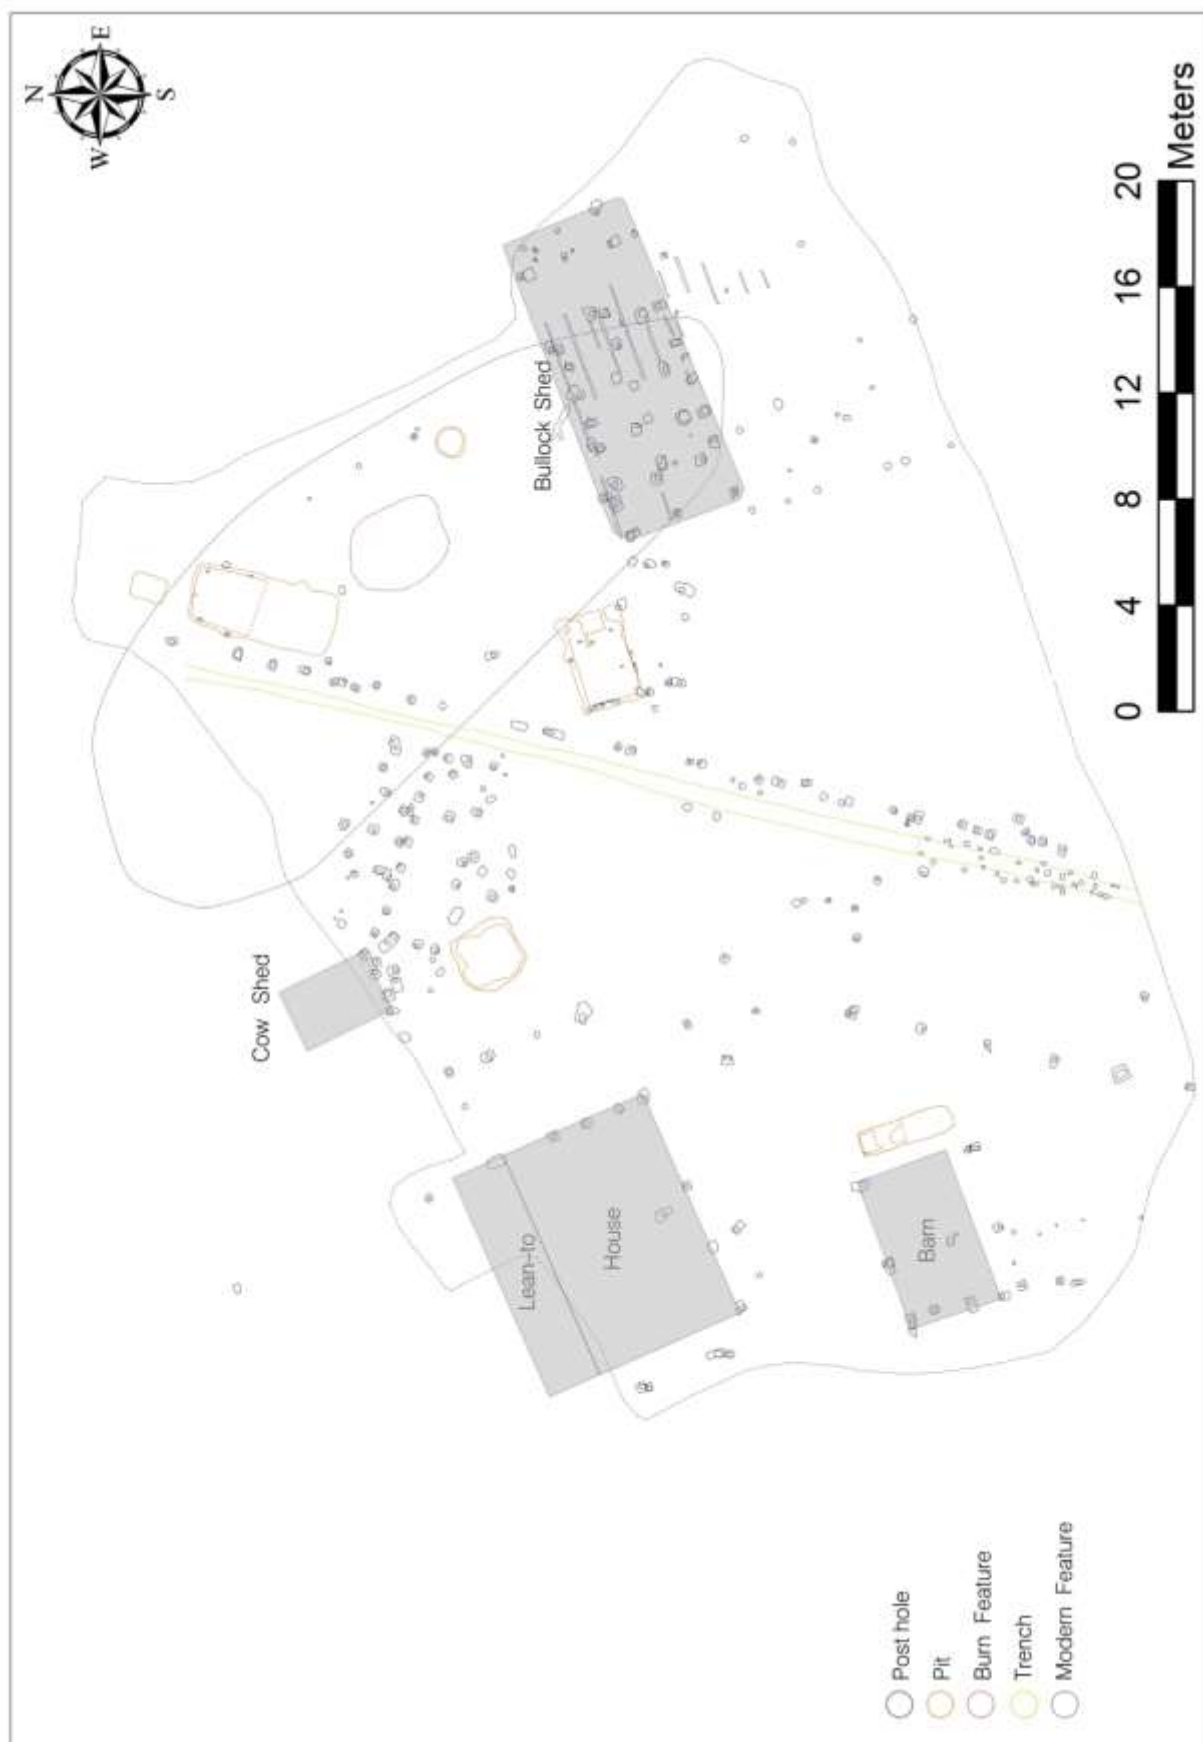 N
E
S
W
Cow Shed
Bullock Shed
Lean-to
House
Barn
Post hole
Pit
Burn Feature
Trench
Modern Feature
0 4 8 12 16 20
Meters